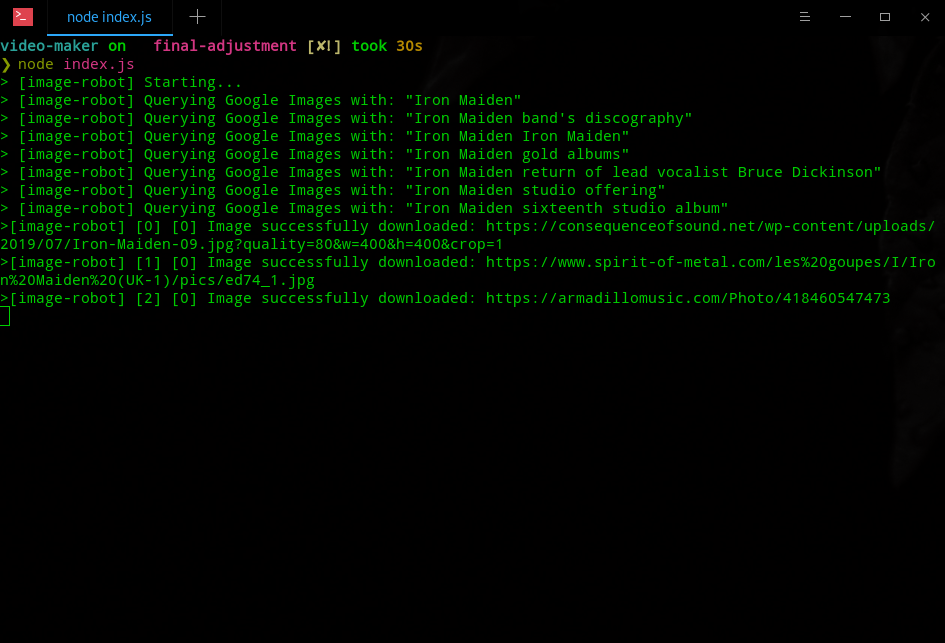 node index.js
video-maker on final-adjustment [✘!] took 30s
❯ node index.js
> [image-robot] Starting...
> [image-robot] Querying Google Images with: "Iron Maiden"
> [image-robot] Querying Google Images with: "Iron Maiden band's discography"
> [image-robot] Querying Google Images with: "Iron Maiden Iron Maiden"
> [image-robot] Querying Google Images with: "Iron Maiden gold albums"
> [image-robot] Querying Google Images with: "Iron Maiden return of lead vocalist Bruce Dickinson"
> [image-robot] Querying Google Images with: "Iron Maiden studio offering"
> [image-robot] Querying Google Images with: "Iron Maiden sixteenth studio album"
>[image-robot] [0] [0] Image successfully downloaded: https://consequenceofsound.net/wp-content/uploads/
2019/07/Iron-Maiden-09.jpg?quality=80&w=400&h=400&crop=1
>[image-robot] [1] [0] Image successfully downloaded: https://www.spirit-of-metal.com/les%20goupes/I/Iro
n%20Maiden%20(UK-1)/pics/ed74_1.jpg
>[image-robot] [2] [0] Image successfully downloaded: https://armadillomusic.com/Photo/418460547473